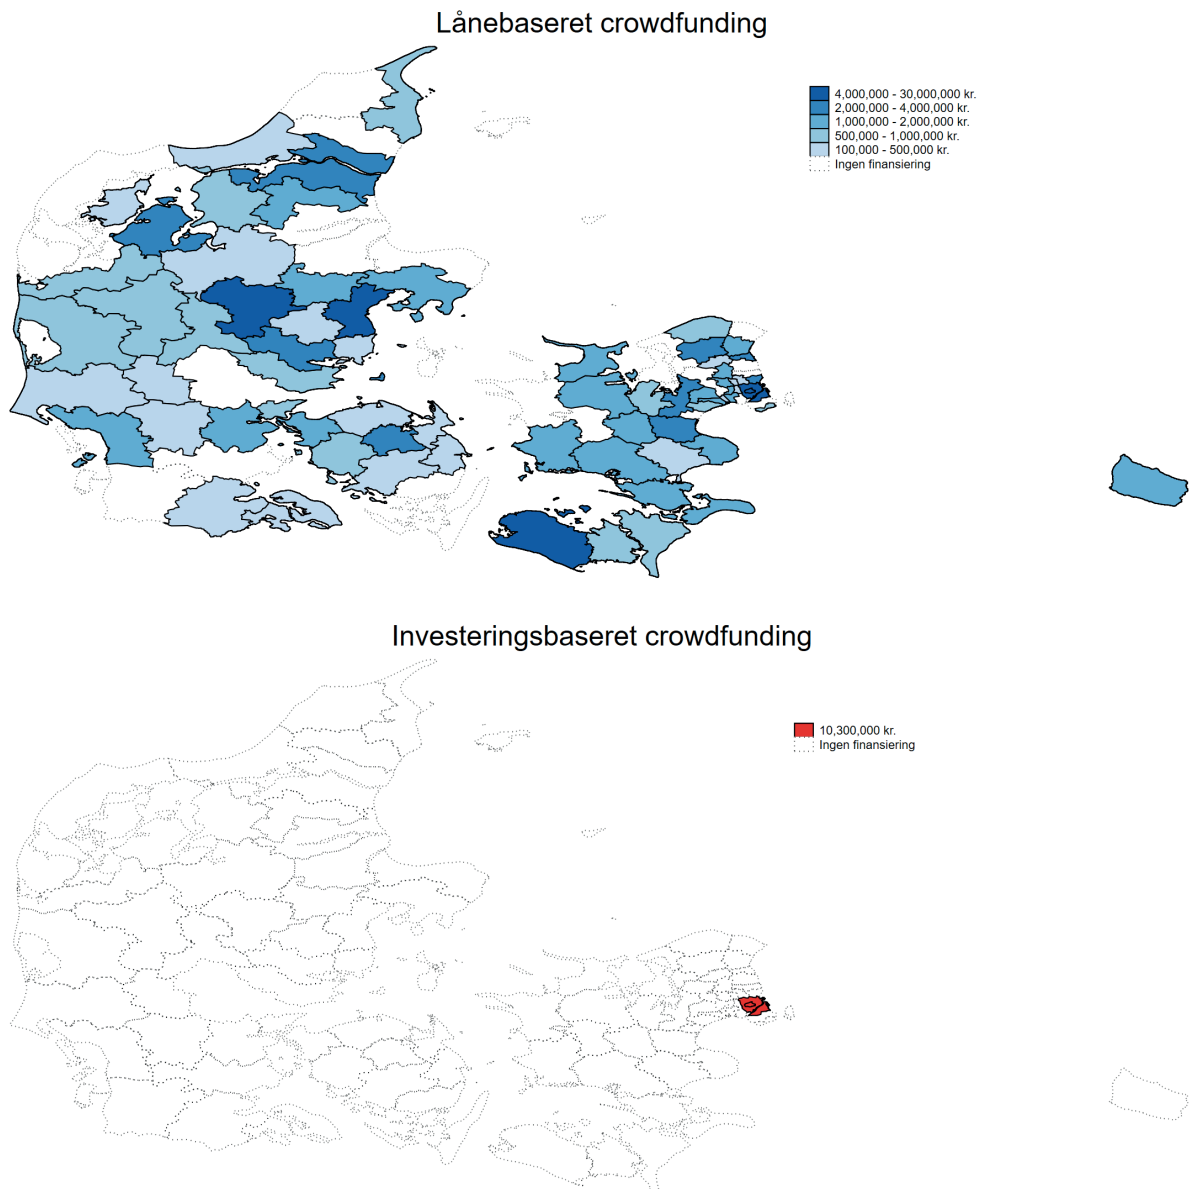 Lånebaseret crowdfunding
4,000,000 - 30,000,000 kr.
2,000,000 - 4,000,000 kr.
1,000,000 - 2,000,000 kr.
500,000 - 1,000,000 kr.
100,000 - 500,000 kr.
Ingen finansiering
Investeringsbaseret crowdfunding
10,300,000 kr.
Ingen finansiering